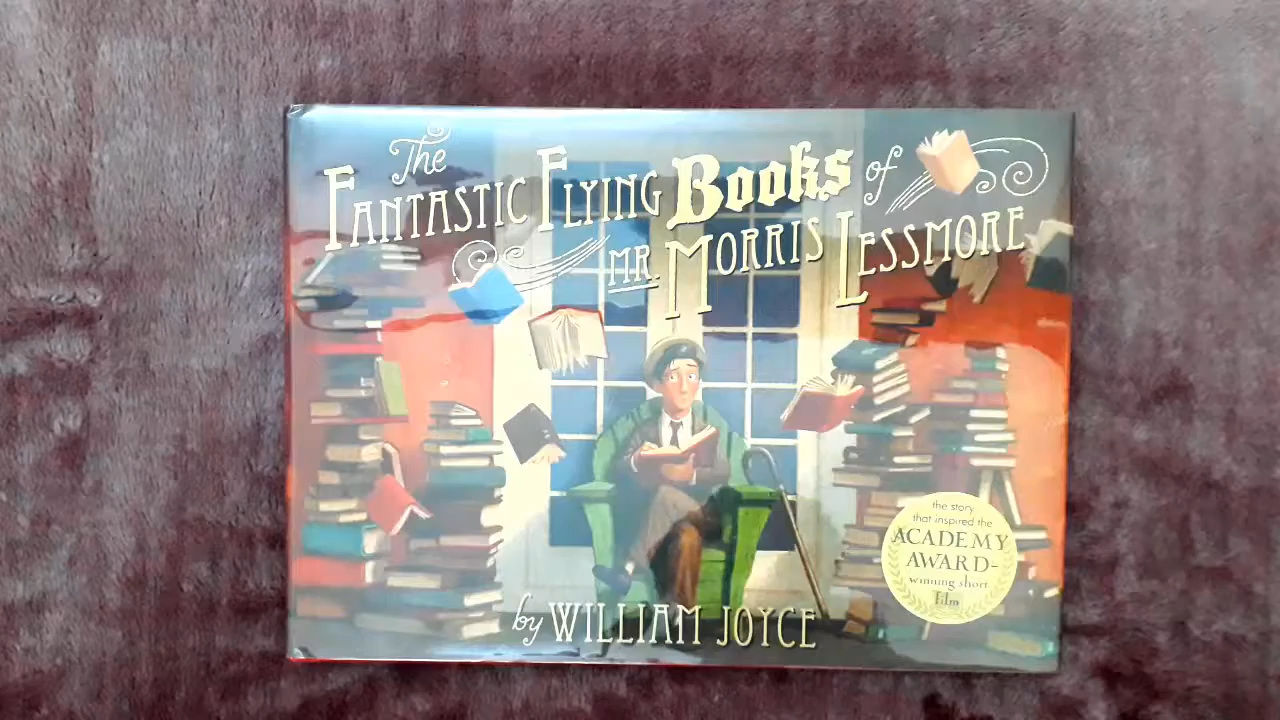 The
Fantastic Flying Books of
Mr. Morris Lessmore
the story
that inspired the
ACADEMY
AWARD-
winning short
film
by WILLIAM JOYCE